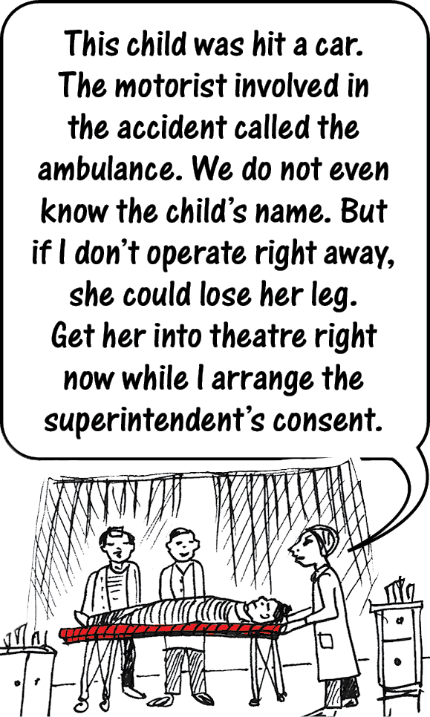 This child was hit a car.
The motorist involved in
the accident called the
ambulance. We do not even
know the child's name. But
if I don't operate right away,
she could lose her leg.
Get her into theatre right
now while I arrange the
superintendent's consent.